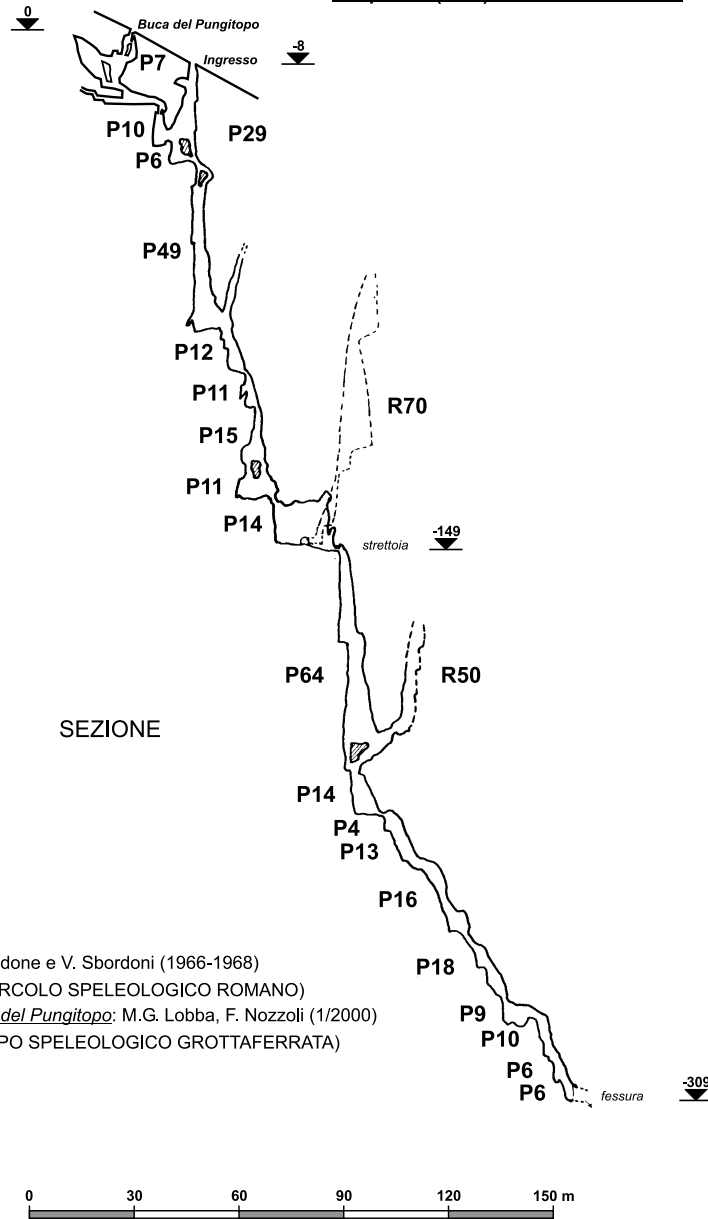 0
Buca del Pungitopo
Ingresso
-8
P7
P10
P29
P6
P49
P12
P11
R70
P15
P11
P14
strettoia
-149
P64
R50
SEZIONE
P14
P4
P13
P16
done e V. Sbordoni (1966-1968)
P18
RCOLO SPELEOLOGICO ROMANO)
P9
del Pungitopo: M.G. Lobba, F. Nozzoli (1/2000)
P10
PO SPELEOLOGICO GROTTAFERRATA)
P6
P6
fessura
-309
0 30 60 90 120 150 m